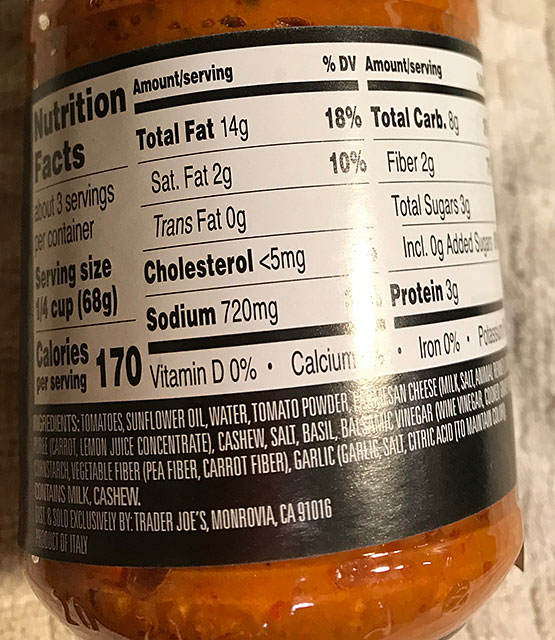 Nutrition
Facts
about 3 servings
per container
Serving size
1/4 cup (68g)
Calories
per serving 170
Amount/serving % DV
Total Fat 14g 18%
Sat. Fat 2g 10%
Trans Fat 0g
Cholesterol <5mg
Sodium 720mg
Amount/serving
Total Carb. 8g
Fiber 2g
Total Sugars 3g
Incl. 0g Added Sugars
Protein 3g
Vitamin D 0% • Calcium • Iron 0% •
INGREDIENTS: TOMATOES, SUNFLOWER OIL, WATER, TOMATO POWDER, PARMESAN CHEESE (MILK, SALT,
(CARROT, LEMON JUICE CONCENTRATE), CASHEW, SALT, BASIL, BALSAMIC VINEGAR (WINE VINEGAR,
CORNSTARCH, VEGETABLE FIBER (PEA FIBER, CARROT FIBER), GARLIC (GARLIC, SALT, CITRIC ACID (TO MAINTAIN
CONTAINS MILK, CASHEW.
DIST. & SOLD EXCLUSIVELY BY: TRADER JOE'S, MONROVIA, CA 91016
PRODUCT OF ITALY